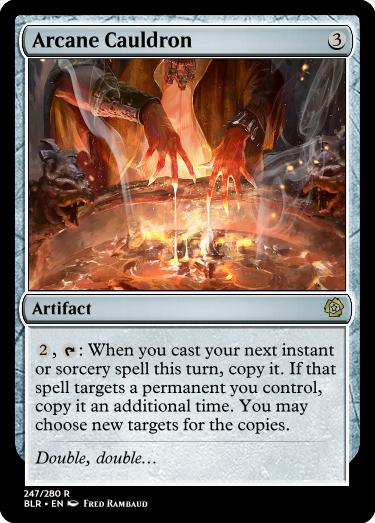 Arcane Cauldron 3
Artifact
2, : When you cast your next instant
or sorcery spell this turn, copy it. If that
spell targets a permanent you control,
copy it an additional time. You may
choose new targets for the copies.
Double, double…
247/280 R
BLR • EN Fred Rambaud